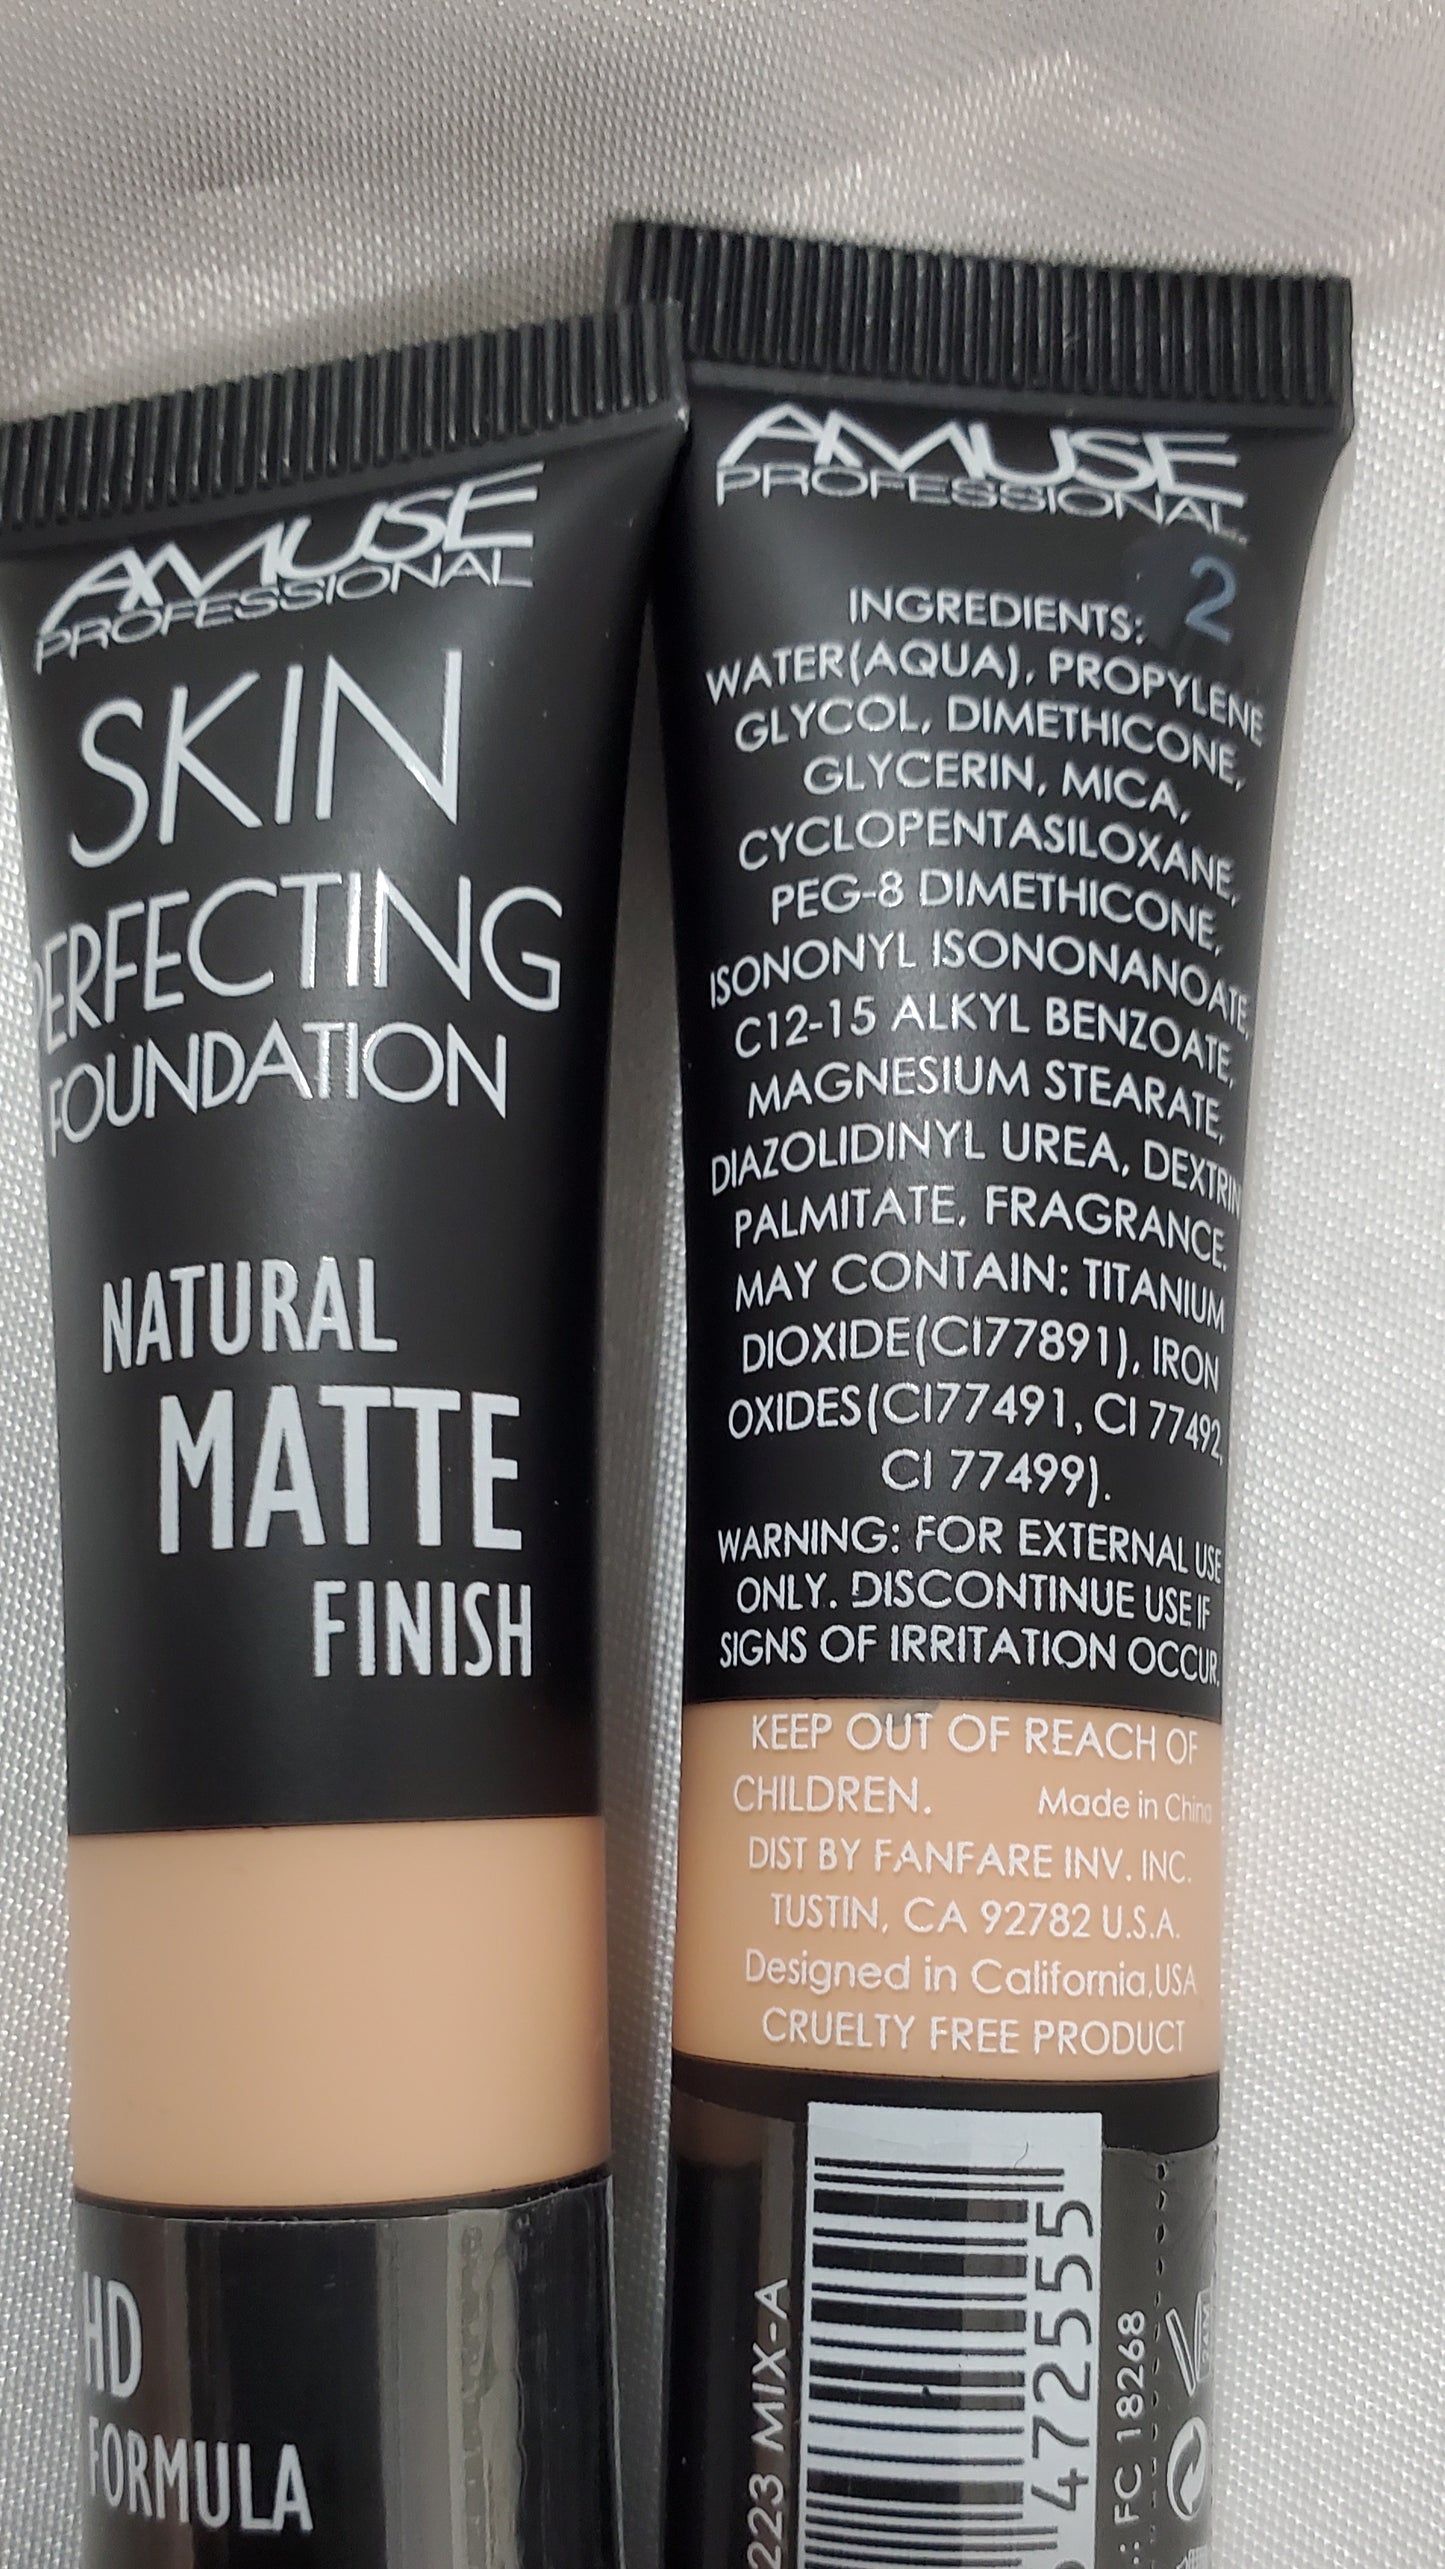 AMUSE
PROFESSIONAL
SKIN
PERFECTING
FOUNDATION
NATURAL
MATTE
FINISH
HD
FORMULA
AMUSE
PROFESSIONAL
2
INGREDIENTS:
WATER(AQUA), PROPYLENE
GLYCOL, DIMETHICONE,
GLYCERIN, MICA,
CYCLOPENTASILOXANE,
PEG-8 DIMETHICONE,
ISONONYL ISONONANOATE,
C12-15 ALKYL BENZOATE,
MAGNESIUM STEARATE,
DIAZOLIDINYL UREA, DEXTRIN
PALMITATE, FRAGRANCE.
MAY CONTAIN: TITANIUM
DIOXIDE(CI77891), IRON
OXIDES(CI77491, CI 77492,
CI 77499).
WARNING: FOR EXTERNAL USE
ONLY. DISCONTINUE USE IF
SIGNS OF IRRITATION OCCUR.
KEEP OUT OF REACH OF
CHILDREN. Made in China
DIST BY FANFARE INV. INC.
TUSTIN, CA 92782 U.S.A.
Designed in California,USA
CRUELTY FREE PRODUCT
223 MIX-A
472555
.: FC 18268